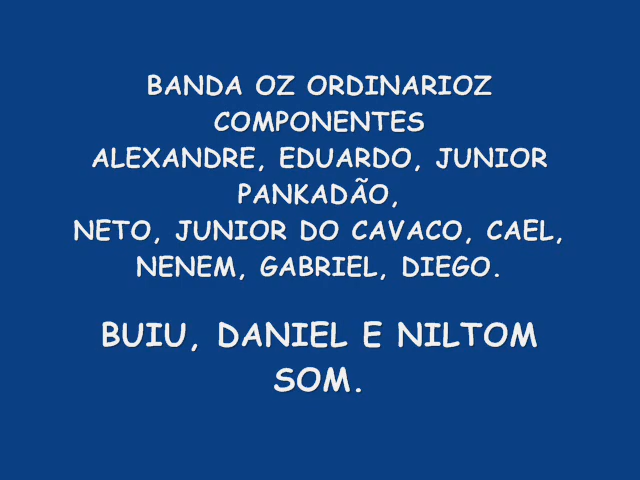 BANDA OZ ORDINARIOZ
COMPONENTES
ALEXANDRE, EDUARDO, JUNIOR
PANKADÃO,
NETO, JUNIOR DO CAVACO, CAEL,
NENEM, GABRIEL, DIEGO.
BUIU, DANIEL E NILTOM
SOM.